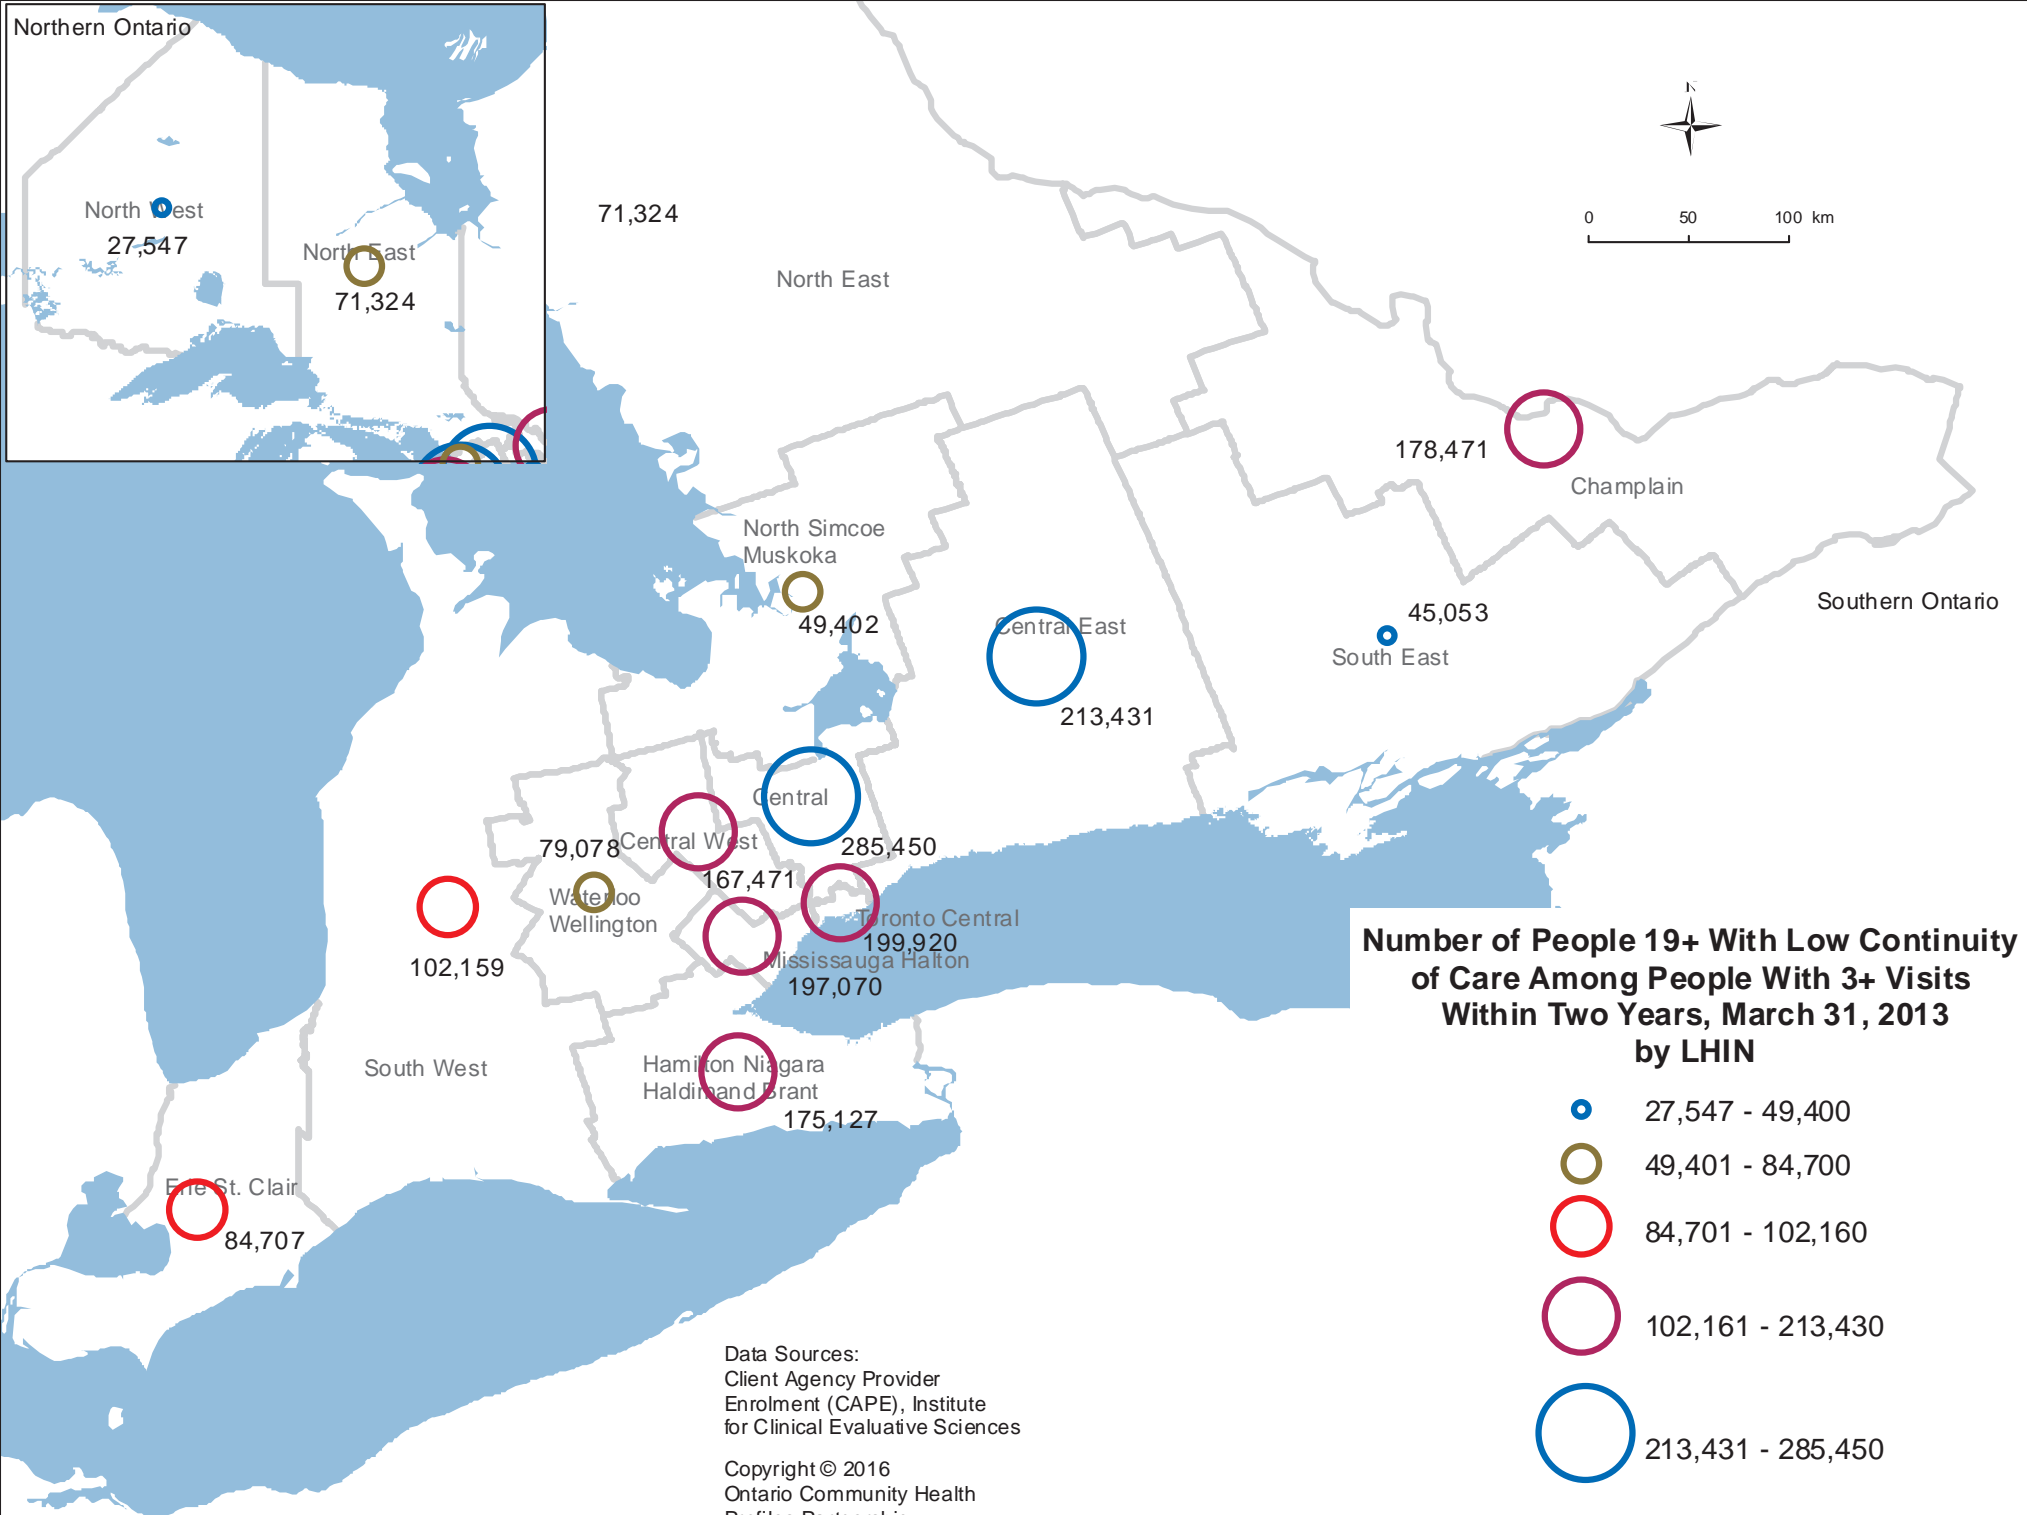 Northern Ontario
North West
27,547
North East
71,324
71,324
North East
N
0 50 100 km
178,471
Champlain
North Simcoe
Muskoka
49,402
Central East
213,431
45,053
South East
Southern Ontario
Central
285,450
79,078
Central West
167,471
Waterloo
Wellington
102,159
Toronto Central
199,920
Mississauga Halton
197,070
South West
Hamilton Niagara
Haldimand Brant
175,127
Erie St. Clair
84,707
Number of People 19+ With Low Continuity
of Care Among People With 3+ Visits
Within Two Years, March 31, 2013
by LHIN
27,547 - 49,400
49,401 - 84,700
84,701 - 102,160
102,161 - 213,430
213,431 - 285,450
Data Sources:
Client Agency Provider
Enrolment (CAPE), Institute
for Clinical Evaluative Sciences
Copyright © 2016
Ontario Community Health
Profiles Partnership